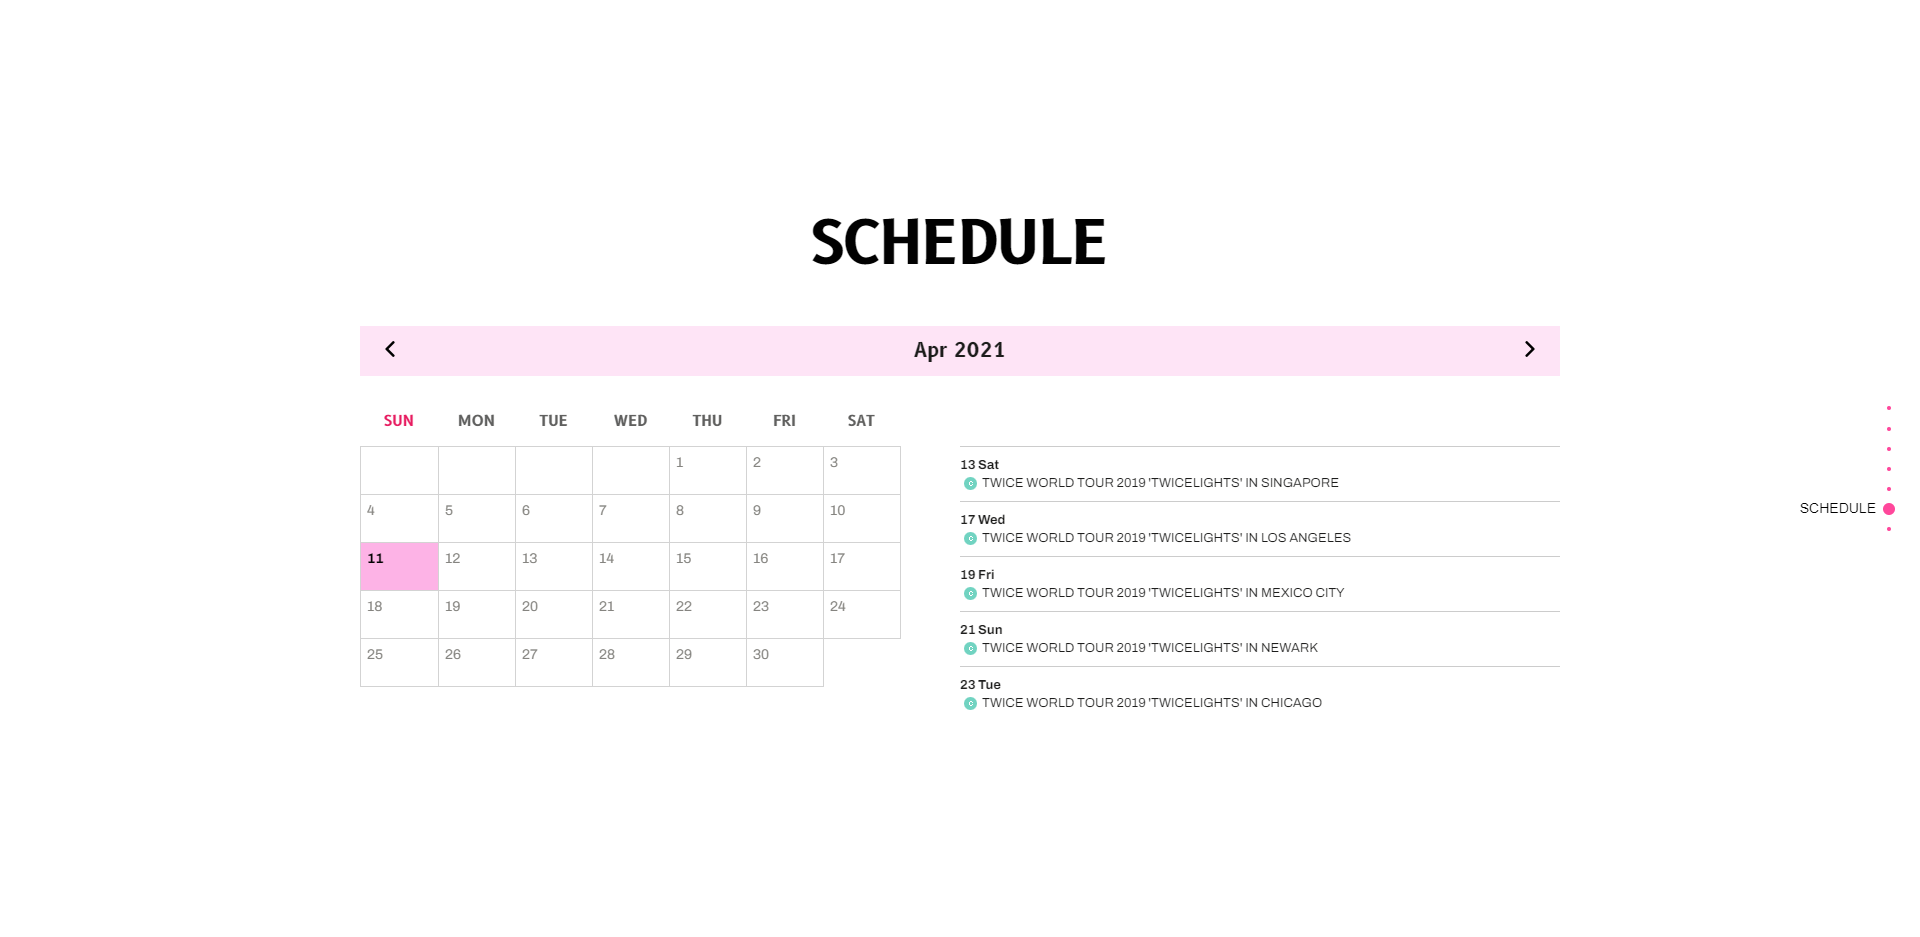 SCHEDULE
Apr 2021
SUN MON TUE WED THU FRI SAT
1 2 3
4 5 6 7 8 9 10
11 12 13 14 15 16 17
18 19 20 21 22 23 24
25 26 27 28 29 30
13 Sat
C TWICE WORLD TOUR 2019 'TWICELIGHTS' IN SINGAPORE
17 Wed
C TWICE WORLD TOUR 2019 'TWICELIGHTS' IN LOS ANGELES
19 Fri
C TWICE WORLD TOUR 2019 'TWICELIGHTS' IN MEXICO CITY
21 Sun
C TWICE WORLD TOUR 2019 'TWICELIGHTS' IN NEWARK
23 Tue
C TWICE WORLD TOUR 2019 'TWICELIGHTS' IN CHICAGO
SCHEDULE